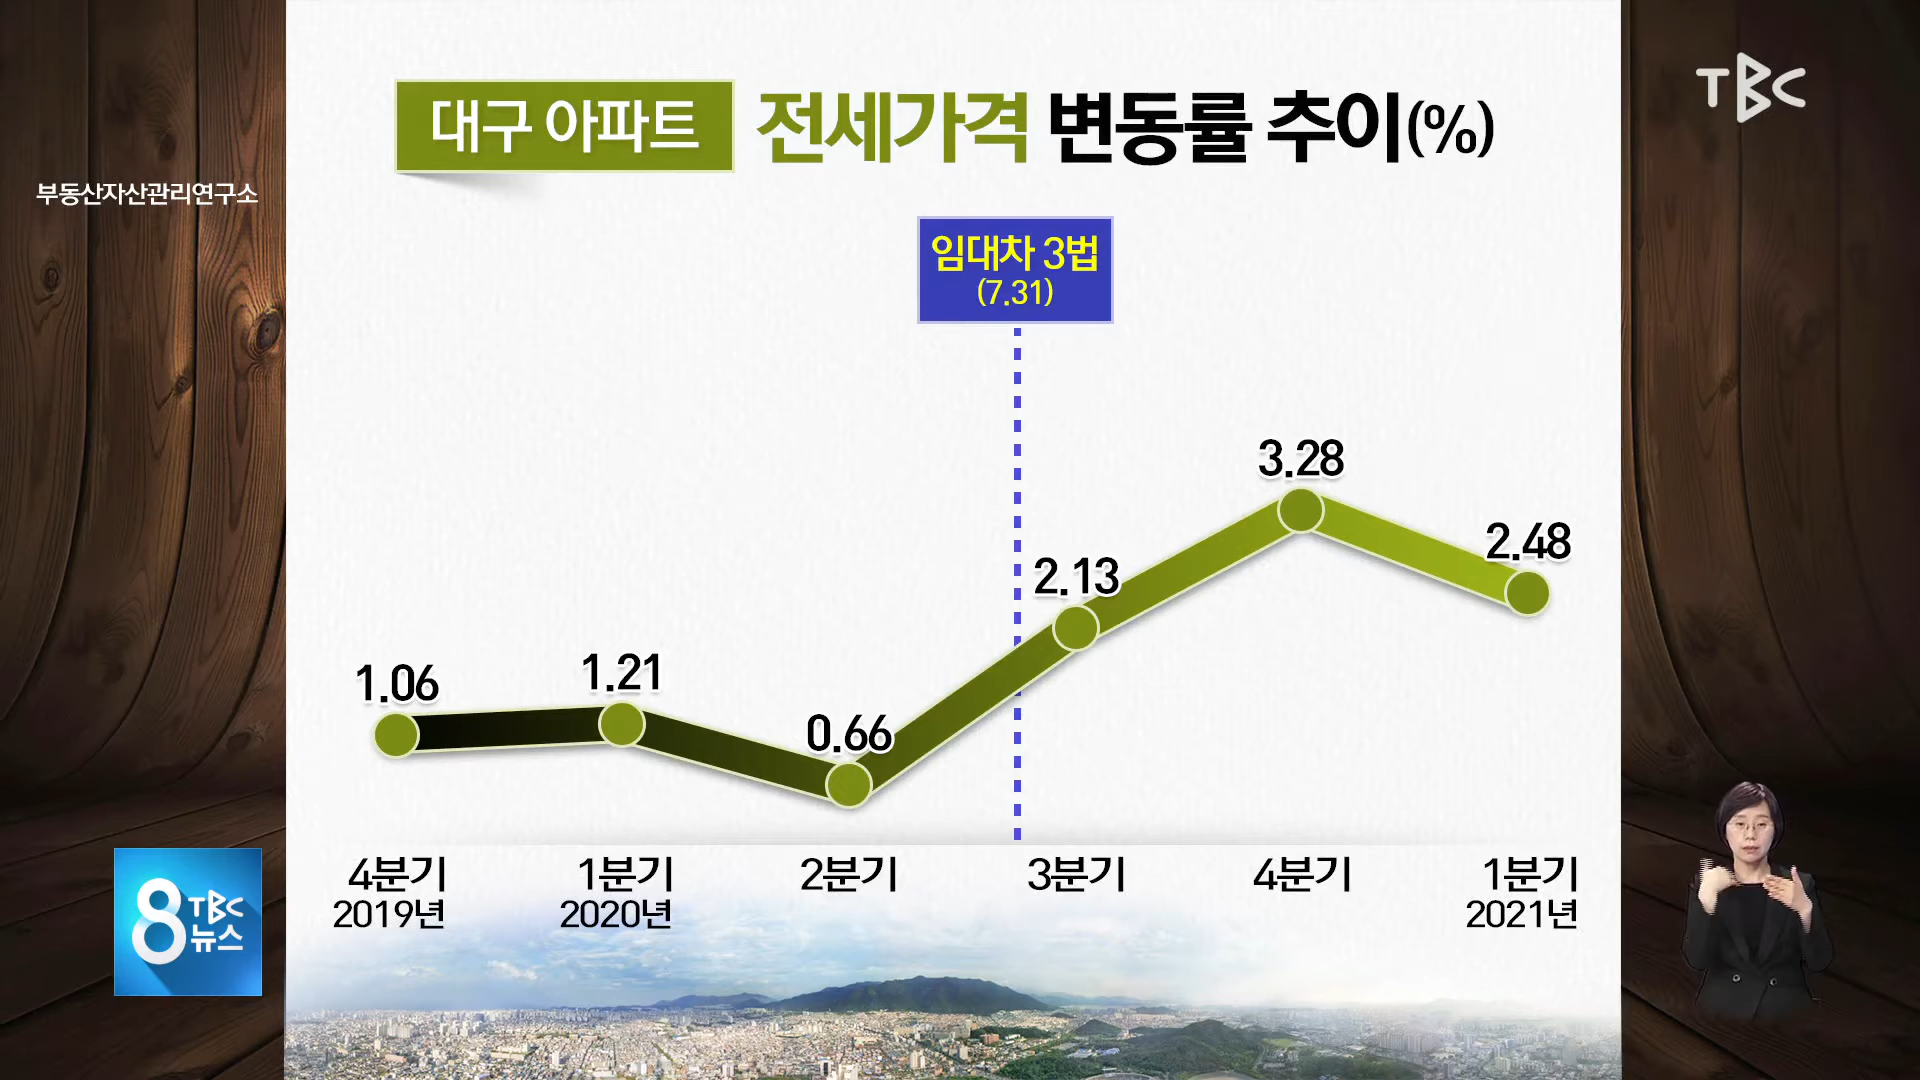 대구 아파트 전세가격 변동률 추이(%)
TBC
부동산자산관리연구소
임대차 3법
(7.31)
3.28
2.48
2.13
1.21
1.06
0.66
4분기 1분기 2분기 3분기 4분기 1분기
2019년 2020년 2021년
8 TBC
뉴스